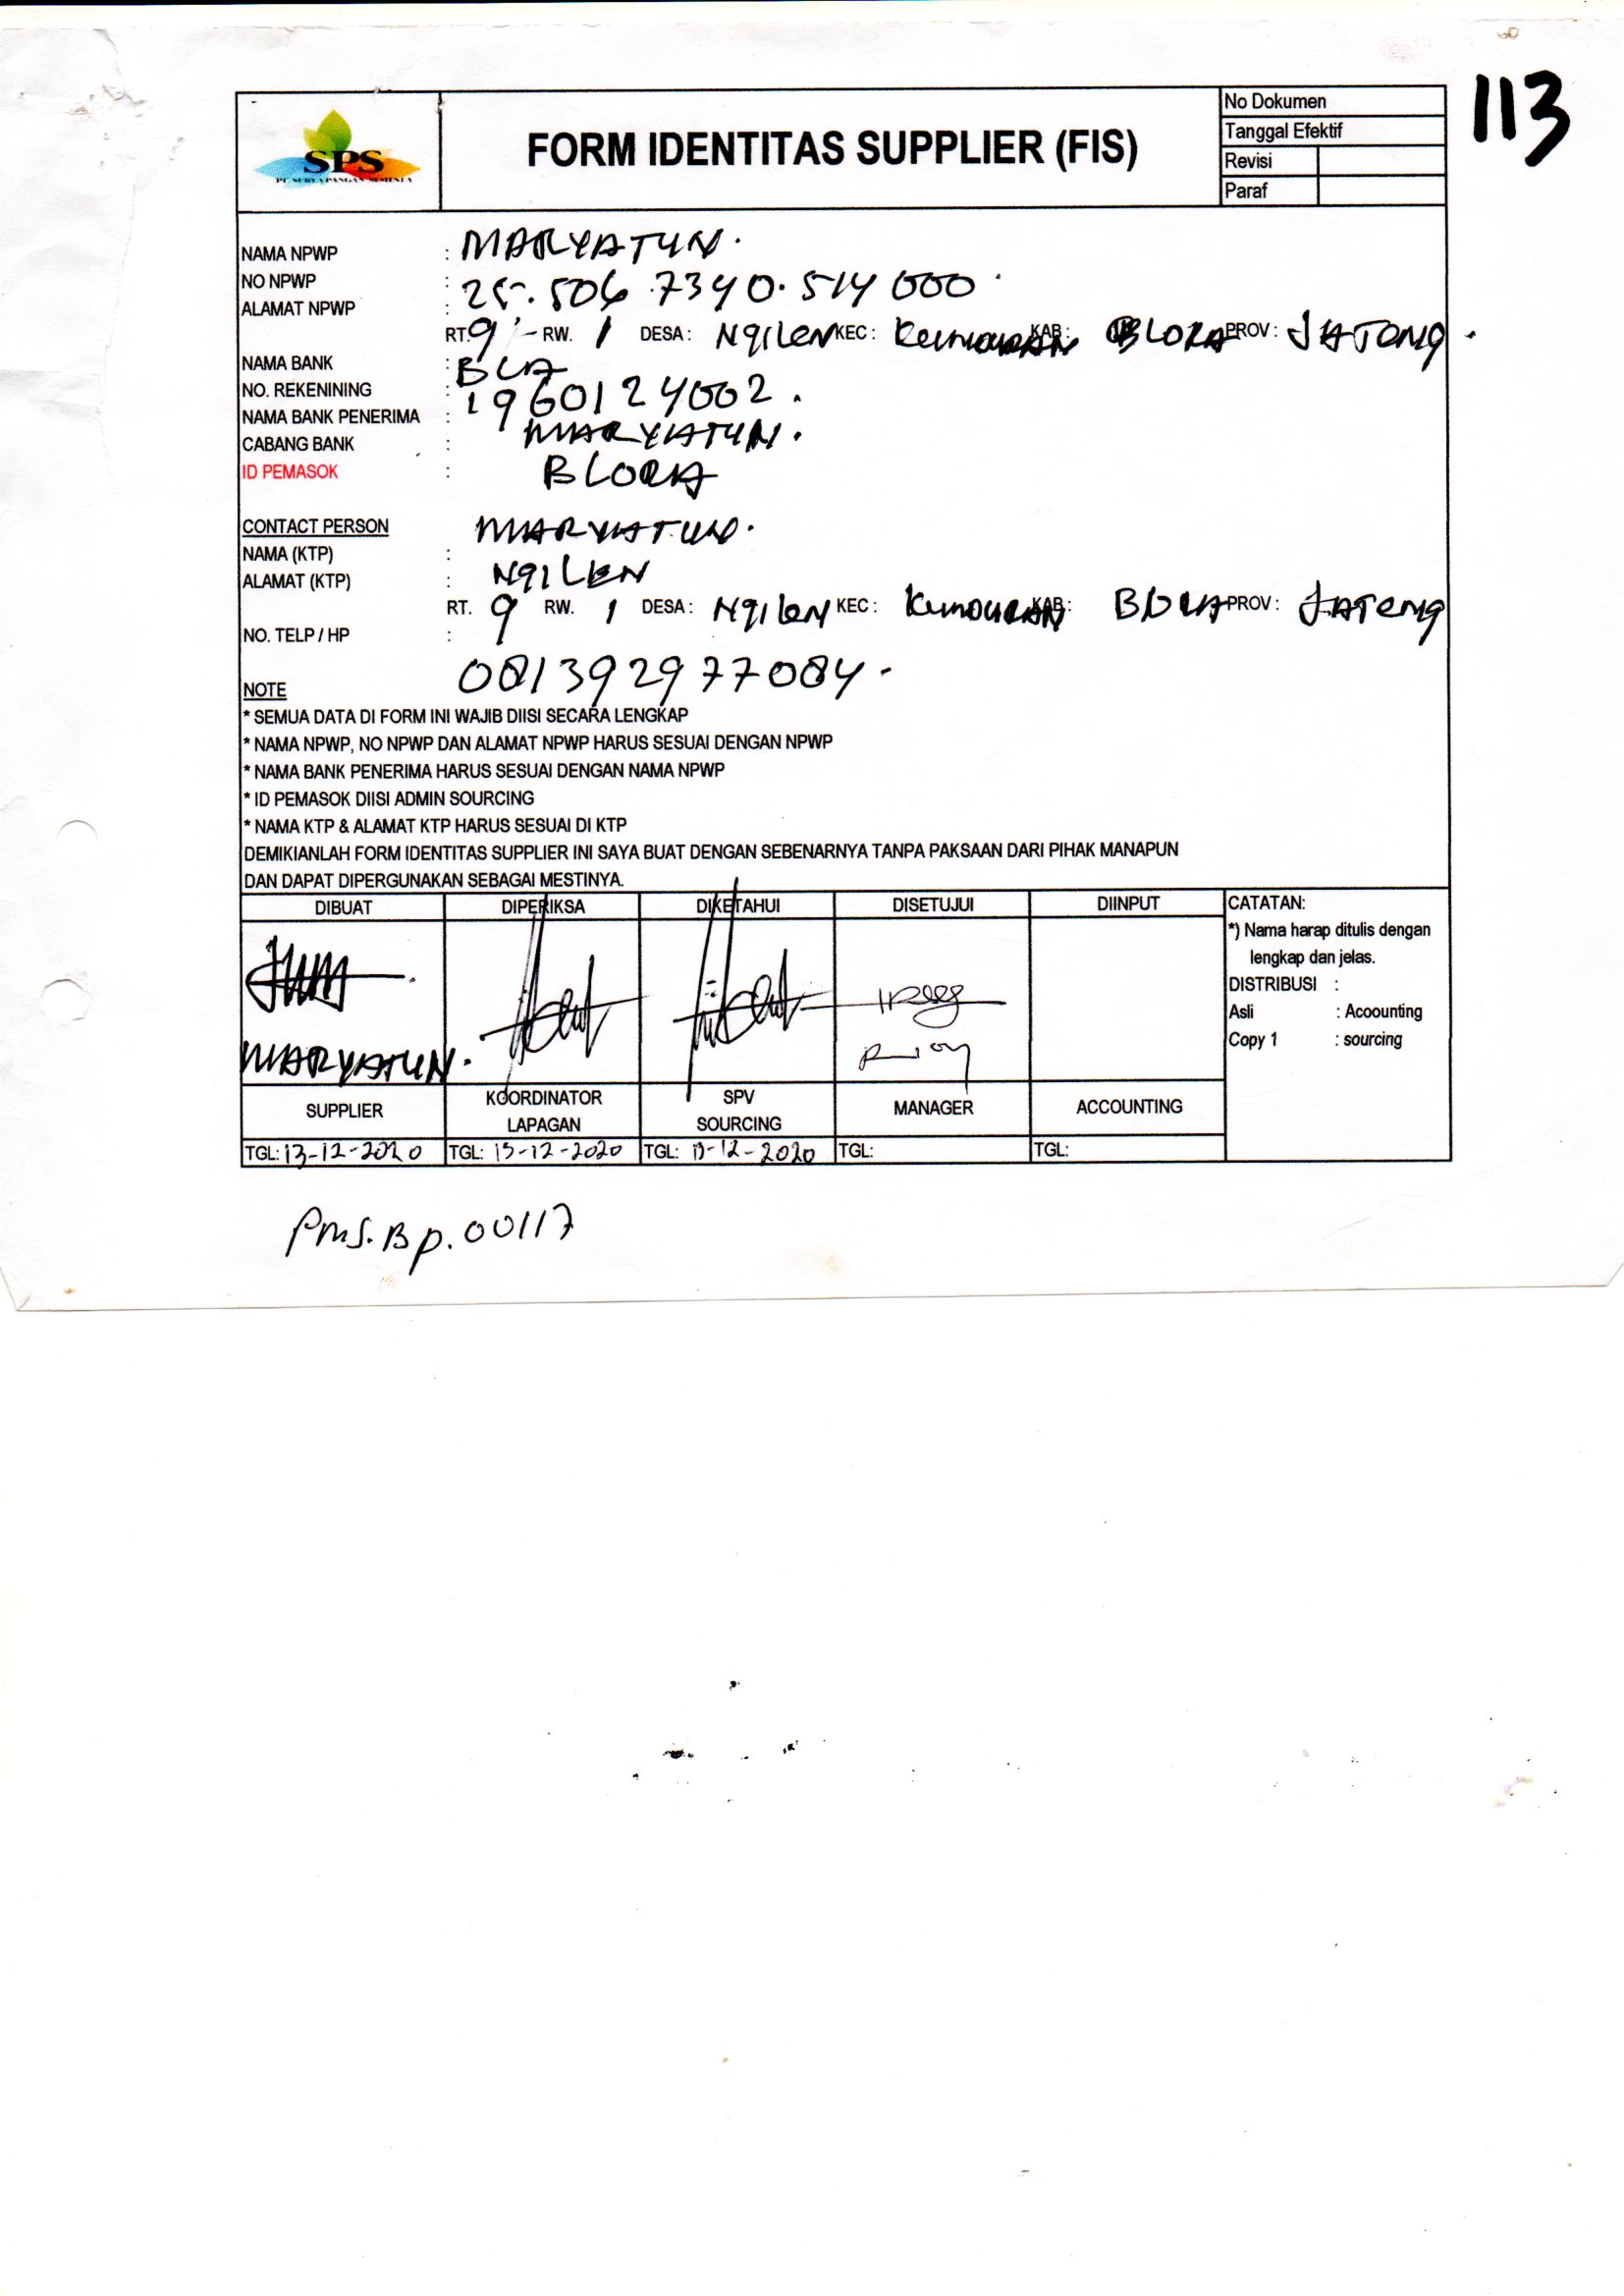 113
SPS
PT. SURYA PANGAN SEMESTA
FORM IDENTITAS SUPPLIER (FIS)
No Dokumen
Tanggal Efektif
Revisi
Paraf
NAMA NPWP : MARYATUN.
NO NPWP : 25.506.7340.514 000.
ALAMAT NPWP :
RT. 9 - RW. 1 DESA : NgILeN KEC : KUNDURAN KAB : BLORA PROV : JATeNg.
NAMA BANK : BCA
NO. REKENINING : 1960124002.
NAMA BANK PENERIMA : MARYATUN.
CABANG BANK :
ID PEMASOK : BLORA
CONTACT PERSON MARYATUN.
NAMA (KTP) :
ALAMAT (KTP) : NgILEN
RT. 9 RW. 1 DESA : NgILeN KEC : KUNDURAN KAB : PROV : JATeNg
NO. TELP / HP :
081392977084.
NOTE
* SEMUA DATA DI FORM INI WAJIB DIISI SECARA LENGKAP
* NAMA NPWP, NO NPWP DAN ALAMAT NPWP HARUS SESUAI DENGAN NPWP
* NAMA BANK PENERIMA HARUS SESUAI DENGAN NAMA NPWP
* ID PEMASOK DIISI ADMIN SOURCING
* NAMA KTP & ALAMAT KTP HARUS SESUAI DI KTP
DEMIKIANLAH FORM IDENTITAS SUPPLIER INI SAYA BUAT DENGAN SEBENARNYA TANPA PAKSAAN DARI PIHAK MANAPUN
DAN DAPAT DIPERGUNAKAN SEBAGAI MESTINYA.
DIBUAT DIPERIKSA DIKETAHUI DISETUJUI DIINPUT
MARYATUN.
SUPPLIER KOORDINATOR LAPAGAN SPV SOURCING MANAGER ACCOUNTING
TGL: 13-12-2020 TGL: 13-12-2020 TGL: 13-12-2020 TGL: TGL:
CATATAN:
*) Nama harap ditulis dengan
lengkap dan jelas.
DISTRIBUSI :
Asli : Acoounting
Copy 1 : sourcing
PMS.Bp.00117